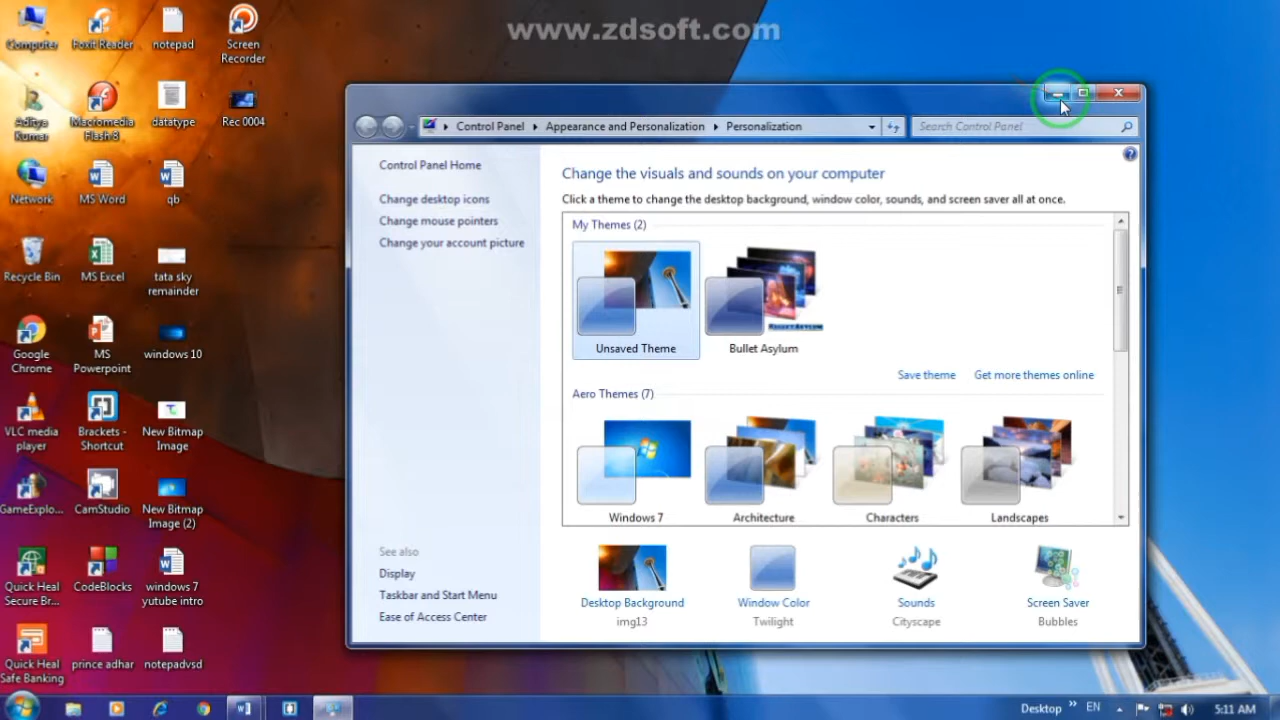 www.zdsoft.com
Computer
Foxit Reader
notepad
Screen
Recorder
Aditya
Kumar
Macromedia
Flash 8
datatype
Rec 0004
Network
MS Word
qb
Recycle Bin
MS Excel
tata sky
remainder
Google
Chrome
MS
Powerpoint
windows 10
VLC media
player
Brackets -
Shortcut
New Bitmap
Image
GameExplo...
CamStudio
New Bitmap
Image (2)
Quick Heal
Secure Br...
CodeBlocks
windows 7
yutube intro
Quick Heal
Safe Banking
prince adhar
notepadvsd
Control Panel
Appearance and Personalization
Personalization
Search Control Panel
Control Panel Home
Change desktop icons
Change mouse pointers
Change your account picture
See also
Display
Taskbar and Start Menu
Ease of Access Center
Change the visuals and sounds on your computer
Click a theme to change the desktop background, window color, sounds, and screen saver all at once.
My Themes (2)
Unsaved Theme
Bullet Asylum
Save theme
Get more themes online
Aero Themes (7)
Windows 7
Architecture
Characters
Landscapes
Desktop Background
img13
Window Color
Twilight
Sounds
Cityscape
Screen Saver
Bubbles
Desktop
EN
5:11 AM